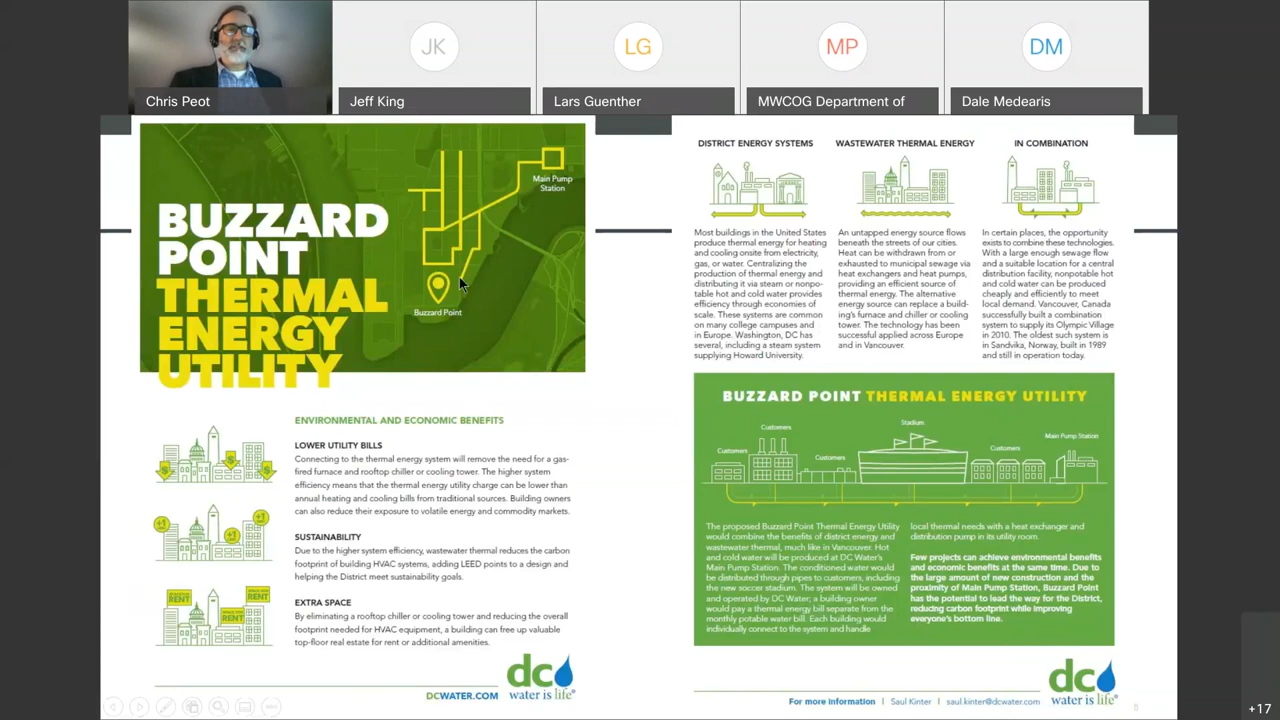 JK
LG
MP
DM
Chris Peot
Jeff King
Lars Guenther
MWCOG Department of
Dale Medearis
BUZZARD
POINT
THERMAL
ENERGY
UTILITY
Main Pump
Station
Buzzard Point
ENVIRONMENTAL AND ECONOMIC BENEFITS
LOWER UTILITY BILLS
Connecting to the thermal energy system will remove the need for a gas-
fired furnace and rooftop chiller or cooling tower. The higher system
efficiency means that the thermal energy utility charge can be lower than
annual heating and cooling bills from traditional sources. Building owners
can also reduce their exposure to volatile energy and commodity markets.
SUSTAINABILITY
Due to the higher system efficiency, wastewater thermal reduces the carbon
footprint of building HVAC systems, adding LEED points to a design and
helping the District meet sustainability goals.
EXTRA SPACE
By eliminating a rooftop chiller or cooling tower and reducing the overall
footprint needed for HVAC equipment, a building can free up valuable
top-floor real estate for rent or additional amenities.
$
$
$
+1
+1
+1
RENT
RENT
RENT
DCWATER.COM
dc
water is life®
DISTRICT ENERGY SYSTEMS
Most buildings in the United States
produce thermal energy for heating
and cooling onsite from electricity,
gas, or water. Centralizing the
production of thermal energy and
distributing it via steam or nonpo-
table hot and cold water provides
efficiency through economies of
scale. These systems are common
on many college campuses and
in Europe. Washington, DC has
several, including a steam system
supplying Howard University.
WASTEWATER THERMAL ENERGY
An untapped energy source flows
beneath the streets of our cities.
Heat can be withdrawn from or
exhausted to municipal sewage via
heat exchangers and heat pumps,
providing an efficient source of
thermal energy. The alternative
energy source can replace a build-
ing's furnace and chiller or cooling
tower. The technology has been
successful applied across Europe
and in Vancouver.
IN COMBINATION
In certain places, the opportunity
exists to combine these technologies.
With a large enough sewage flow
and a suitable location for a central
distribution facility, nonpotable hot
and cold water can be produced
cheaply and efficiently to meet
local demand. Vancouver, Canada
successfully built a combination
system to supply its Olympic Village
in 2010. The oldest such system is
in Sandvika, Norway, built in 1989
and still in operation today.
BUZZARD POINT THERMAL ENERGY UTILITY
Customers
Customers
Customers
Stadium
Customers
Main Pump Station
The proposed Buzzard Point Thermal Energy Utility
would combine the benefits of district energy and
wastewater thermal, much like in Vancouver. Hot
and cold water will be produced at DC Water's
Main Pump Station. The conditioned water would
be distributed through pipes to customers, including
the new soccer stadium. The system will be owned
and operated by DC Water; a building owner
would pay a thermal energy bill separate from the
monthly potable water bill. Each building would
individually connect to the system and handle
local thermal needs with a heat exchanger and
distribution pump in its utility room.
Few projects can achieve environmental benefits
and economic benefits at the same time. Due to
the large amount of new construction and the
proximity of Main Pump Station, Buzzard Point
has the potential to lead the way for the District,
reducing carbon footprint while improving
everyone's bottom line.
For more information | Saul Kinter | saul.kinter@dcwater.com
dc
water is life®
+17